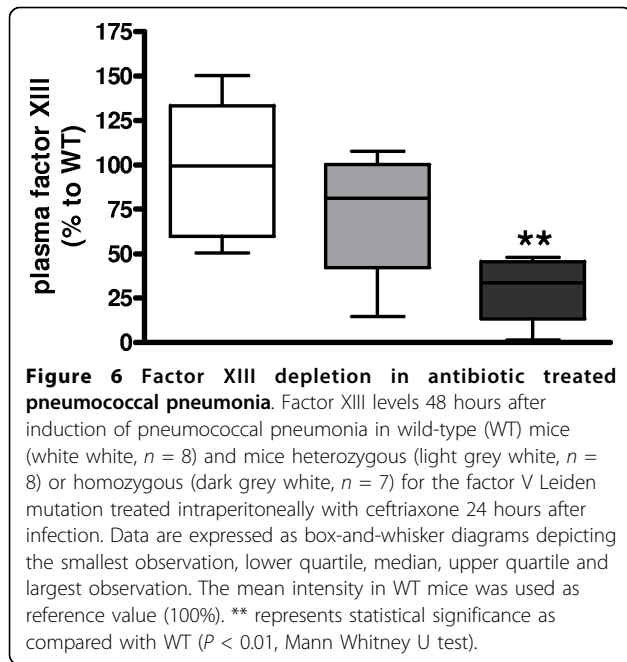 175
150
125
100
75
50
25
0
plasma factor XIII
(% to WT)
**
Figure 6 Factor XIII depletion in antibiotic treated
pneumococcal pneumonia. Factor XIII levels 48 hours after
induction of pneumococcal pneumonia in wild-type (WT) mice
(white white, n = 8) and mice heterozygous (light grey white, n =
8) or homozygous (dark grey white, n = 7) for the factor V Leiden
mutation treated intraperitoneally with ceftriaxone 24 hours after
infection. Data are expressed as box-and-whisker diagrams depicting
the smallest observation, lower quartile, median, upper quartile and
largest observation. The mean intensity in WT mice was used as
reference value (100%). ** represents statistical significance as
compared with WT (P < 0.01, Mann Whitney U test).